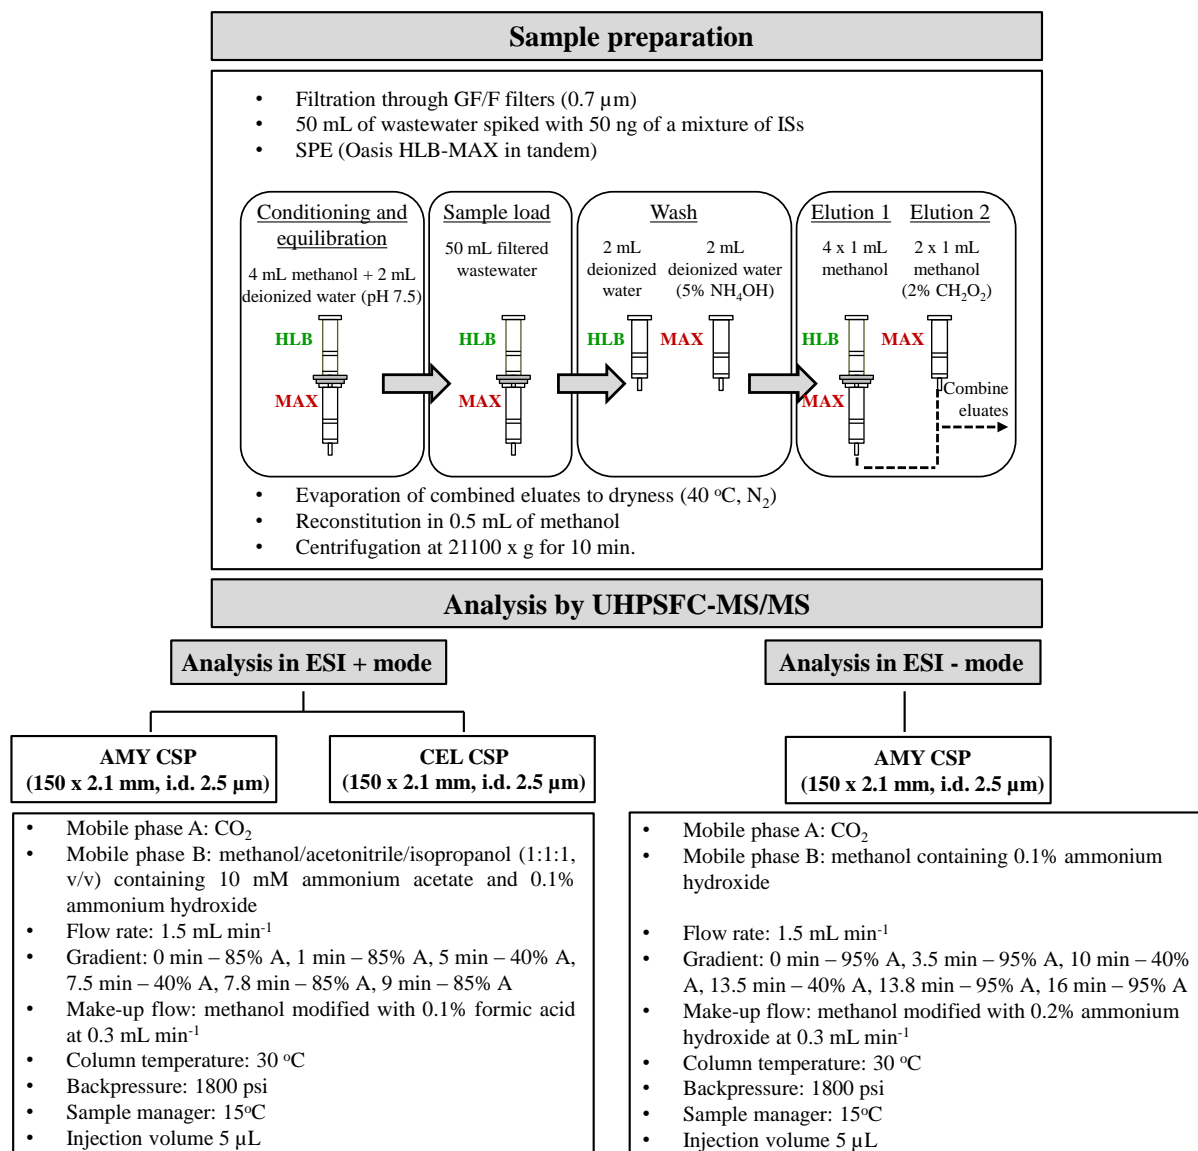 Sample preparation
• Filtration through GF/F filters (0.7 µm)
• 50 mL of wastewater spiked with 50 ng of a mixture of ISs
• SPE (Oasis HLB-MAX in tandem)
Conditioning and
equilibration
4 mL methanol + 2 mL
deionized water (pH 7.5)
HLB
MAX
Sample load
50 mL filtered
wastewater
HLB
MAX
Wash
2 mL
deionized
water
HLB
2 mL
deionized water
(5% NH₄OH)
MAX
Elution 1
4 x 1 mL
methanol
HLB
MAX
Elution 2
2 x 1 mL
methanol
(2% CH₂O₂)
MAX
Combine
eluates
• Evaporation of combined eluates to dryness (40 ºC, N₂)
• Reconstitution in 0.5 mL of methanol
• Centrifugation at 21100 x g for 10 min.
Analysis by UHPSFC-MS/MS
Analysis in ESI + mode
AMY CSP
(150 x 2.1 mm, i.d. 2.5 µm)
CEL CSP
(150 x 2.1 mm, i.d. 2.5 µm)
• Mobile phase A: CO₂
• Mobile phase B: methanol/acetonitrile/isopropanol (1:1:1,
v/v) containing 10 mM ammonium acetate and 0.1%
ammonium hydroxide
• Flow rate: 1.5 mL min⁻¹
• Gradient: 0 min – 85% A, 1 min – 85% A, 5 min – 40% A,
7.5 min – 40% A, 7.8 min – 85% A, 9 min – 85% A
• Make-up flow: methanol modified with 0.1% formic acid
at 0.3 mL min⁻¹
• Column temperature: 30 ºC
• Backpressure: 1800 psi
• Sample manager: 15ºC
• Injection volume 5 µL
Analysis in ESI - mode
AMY CSP
(150 x 2.1 mm, i.d. 2.5 µm)
• Mobile phase A: CO₂
• Mobile phase B: methanol containing 0.1% ammonium
hydroxide
• Flow rate: 1.5 mL min⁻¹
• Gradient: 0 min – 95% A, 3.5 min – 95% A, 10 min – 40%
A, 13.5 min – 40% A, 13.8 min – 95% A, 16 min – 95% A
• Make-up flow: methanol modified with 0.2% ammonium
hydroxide at 0.3 mL min⁻¹
• Column temperature: 30 ºC
• Backpressure: 1800 psi
• Sample manager: 15ºC
• Injection volume 5 µL